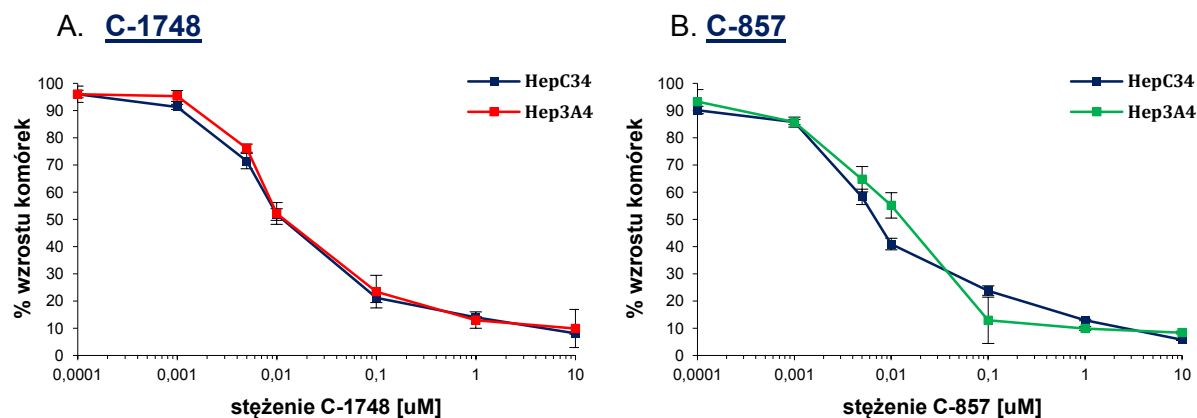 A. C-1748
HepC34
Hep3A4
% wzrostu komórek
100
90
80
70
60
50
40
30
20
10
0
0,0001 0,001 0,01 0,1 1 10
stężenie C-1748 [uM]
B. C-857
HepC34
Hep3A4
% wzrostu komórek
100
90
80
70
60
50
40
30
20
10
0
0,0001 0,001 0,01 0,1 1 10
stężenie C-857 [uM]